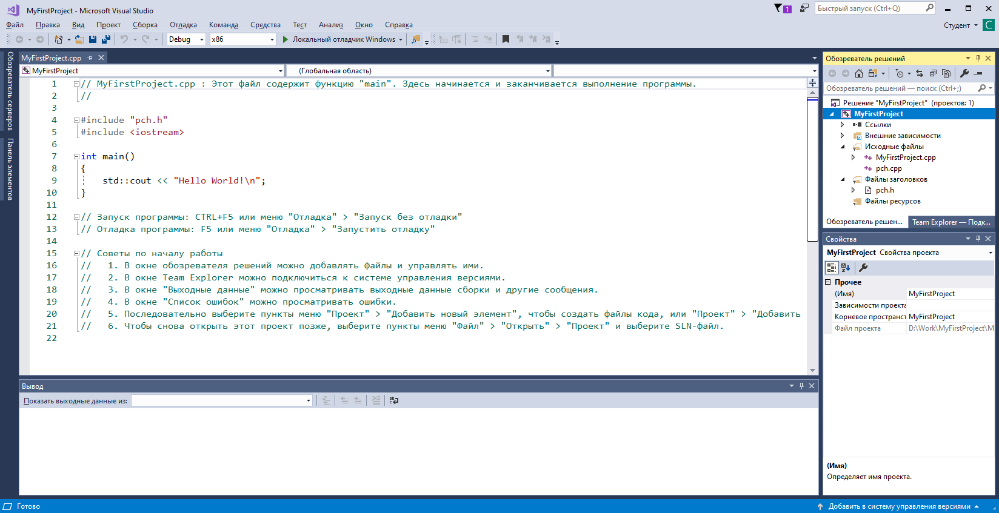 MyFirstProject - Microsoft Visual Studio
1
Быстрый запуск (Ctrl+Q)
Файл Правка Вид Проект Сборка Отладка Команда Средства Тест Анализ Окно Справка
Студент C
Debug x86 Локальный отладчик Windows
Обозреватель серверов
Панель элементов
MyFirstProject.cpp
MyFirstProject (Глобальная область)
1 // MyFirstProject.cpp : Этот файл содержит функцию "main". Здесь начинается и заканчивается выполнение программы.
2 //
3
4 #include "pch.h"
5 #include <iostream>
6
7 int main()
8 {
9 std::cout << "Hello World!\n";
10 }
11
12 // Запуск программы: CTRL+F5 или меню "Отладка" > "Запуск без отладки"
13 // Отладка программы: F5 или меню "Отладка" > "Запустить отладку"
14
15 // Советы по началу работы
16 // 1. В окне обозревателя решений можно добавлять файлы и управлять ими.
17 // 2. В окне Team Explorer можно подключиться к системе управления версиями.
18 // 3. В окне "Выходные данные" можно просматривать выходные данные сборки и другие сообщения.
19 // 4. В окне "Список ошибок" можно просматривать ошибки.
20 // 5. Последовательно выберите пункты меню "Проект" > "Добавить новый элемент", чтобы создать файлы кода, или "Проект" > "Добавить
21 // 6. Чтобы снова открыть этот проект позже, выберите пункты меню "Файл" > "Открыть" > "Проект" и выберите SLN-файл.
22
Вывод
Показать выходные данные из:
Обозреватель решений
Обозреватель решений — поиск (Ctrl+;)
Решение "MyFirstProject" (проектов: 1)
MyFirstProject
Ссылки
Внешние зависимости
Исходные файлы
MyFirstProject.cpp
pch.cpp
Файлы заголовков
pch.h
Файлы ресурсов
Обозреватель решен... Team Explorer — Подк...
Свойства
MyFirstProject Свойства проекта
Прочее
(Имя) MyFirstProject
Зависимости проекта
Корневое пространст MyFirstProject
Файл проекта D:\Work\MyFirstProject\M
(Имя)
Определяет имя проекта.
Готово
Добавить в систему управления версиями